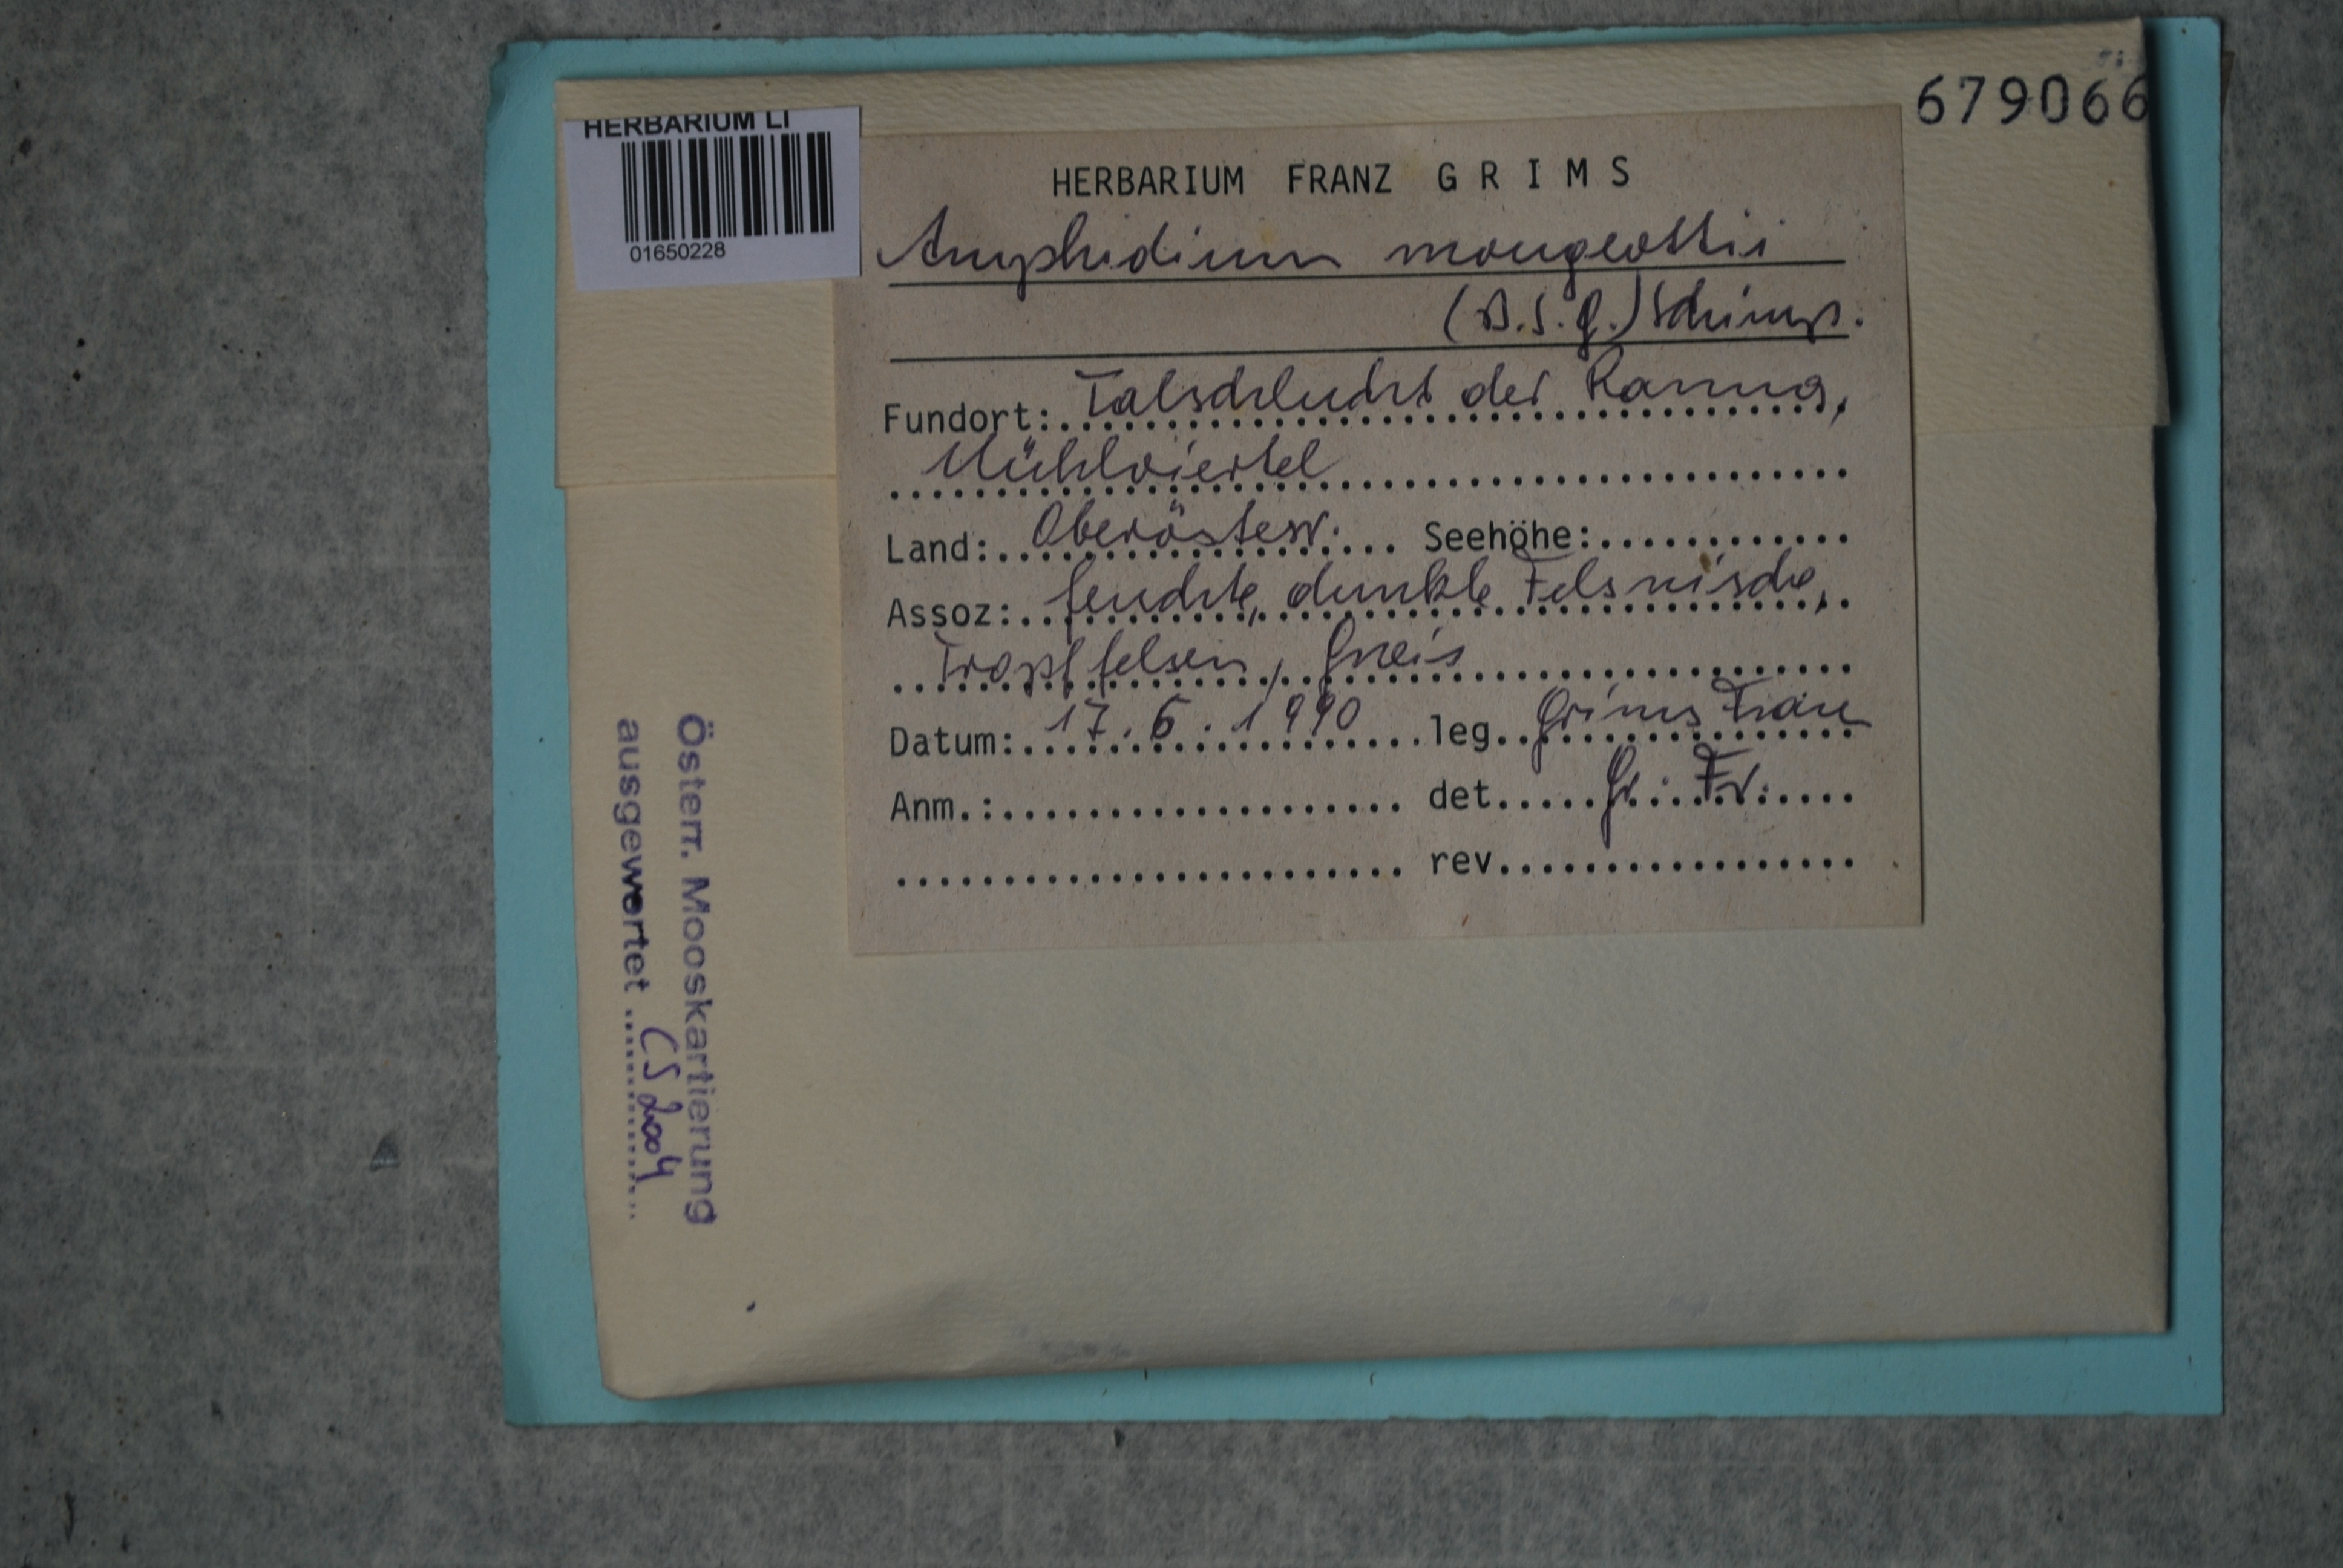 679066
HERBARIUM LI
01650228
HERBARIUM FRANZ GRIMS
Amphidium mougeottii
(B.S.G.) Schimp.
Fundort: Talschlucht der Ranna,
Mühlviertel
Land: Oberösterr. Seehöhe:
Assoz: feuchte, dunkle Felsnische,
Tropffelsen, Gneis
Datum: 17.6.1990 leg. Grims Franz
Anm.: det. Gr. Fr.
rev.
Österr. Mooskartierung
ausgewertet CS 2004